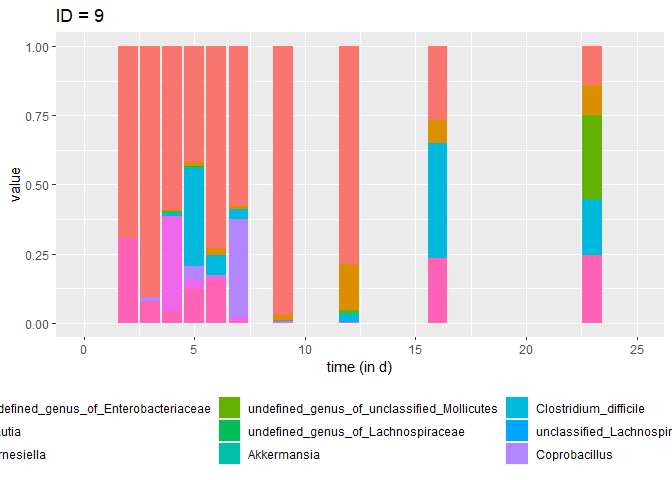 ID = 9
1.00
0.75
0.50
0.25
0.00
value
0 5 10 15 20 25
time (in d)
defined_genus_of_Enterobacteriaceae undefined_genus_of_unclassified_Mollicutes Clostridium_difficile
autia undefined_genus_of_Lachnospiraceae unclassified_Lachnospir
rnesiella Akkermansia Coprobacillus